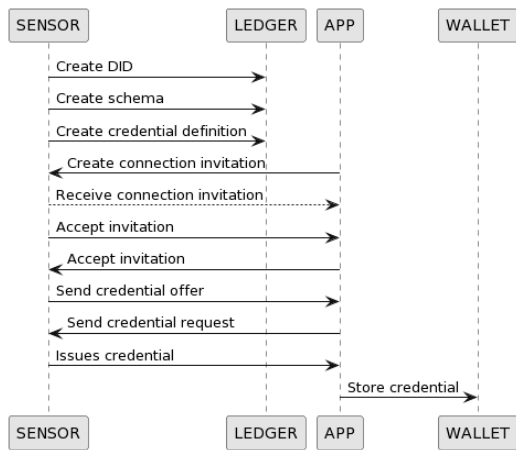 SENSOR LEDGER APP WALLET
Create DID
Create schema
Create credential definition
Create connection invitation
Receive connection invitation
Accept invitation
Accept invitation
Send credential offer
Send credential request
Issues credential
Store credential
SENSOR LEDGER APP WALLET